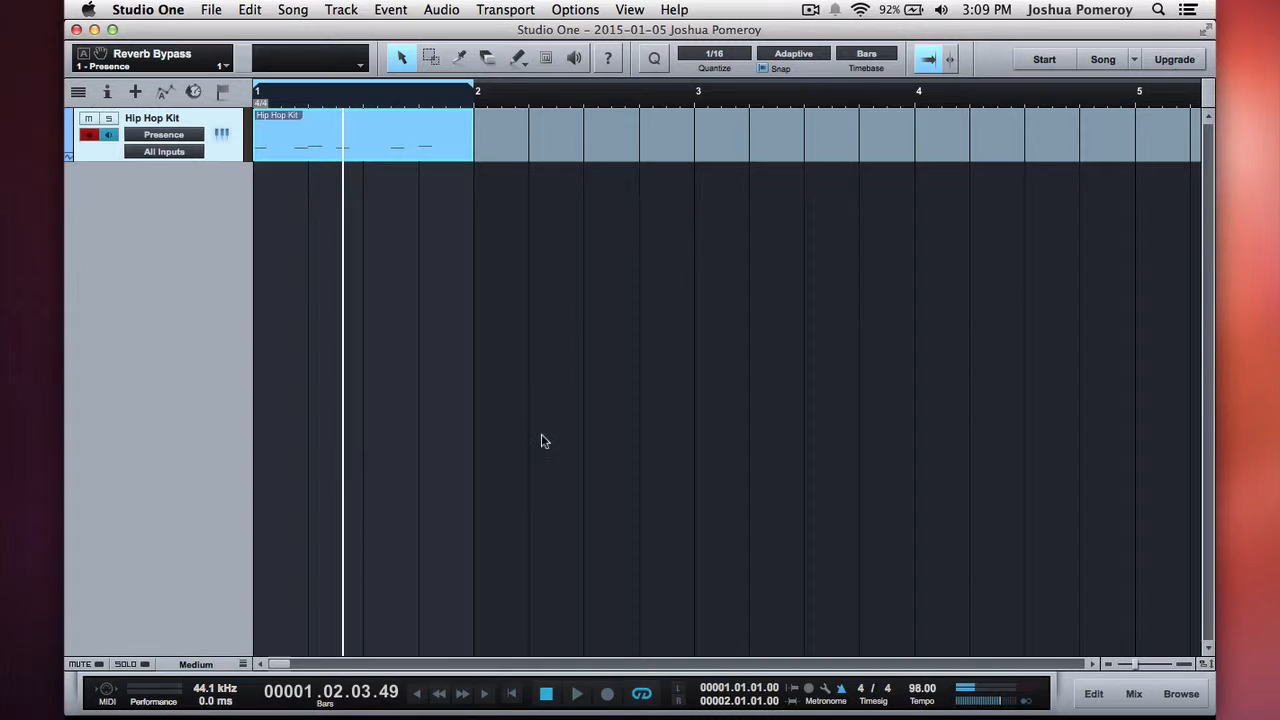 Studio One File Edit Song Track Event Audio Transport Options View Help 92% 3:09 PM Joshua Pomeroy
Studio One - 2015-01-05 Joshua Pomeroy
A Reverb Bypass
1 - Presence 1
? Q 1/16 Adaptive Bars Start Song Upgrade
Quantize Snap Timebase
1 2 3 4 5
4/4
M S Hip Hop Kit Hip Hop Kit
Presence
All Inputs
MUTE SOLO Medium
MIDI Performance 44.1 kHz 0.0 ms 00001.02.03.49 Bars L R 00001.01.01.00 00002.01.01.00 Metronome 4 / 4 Timesig 98.00 Tempo Edit Mix Browse